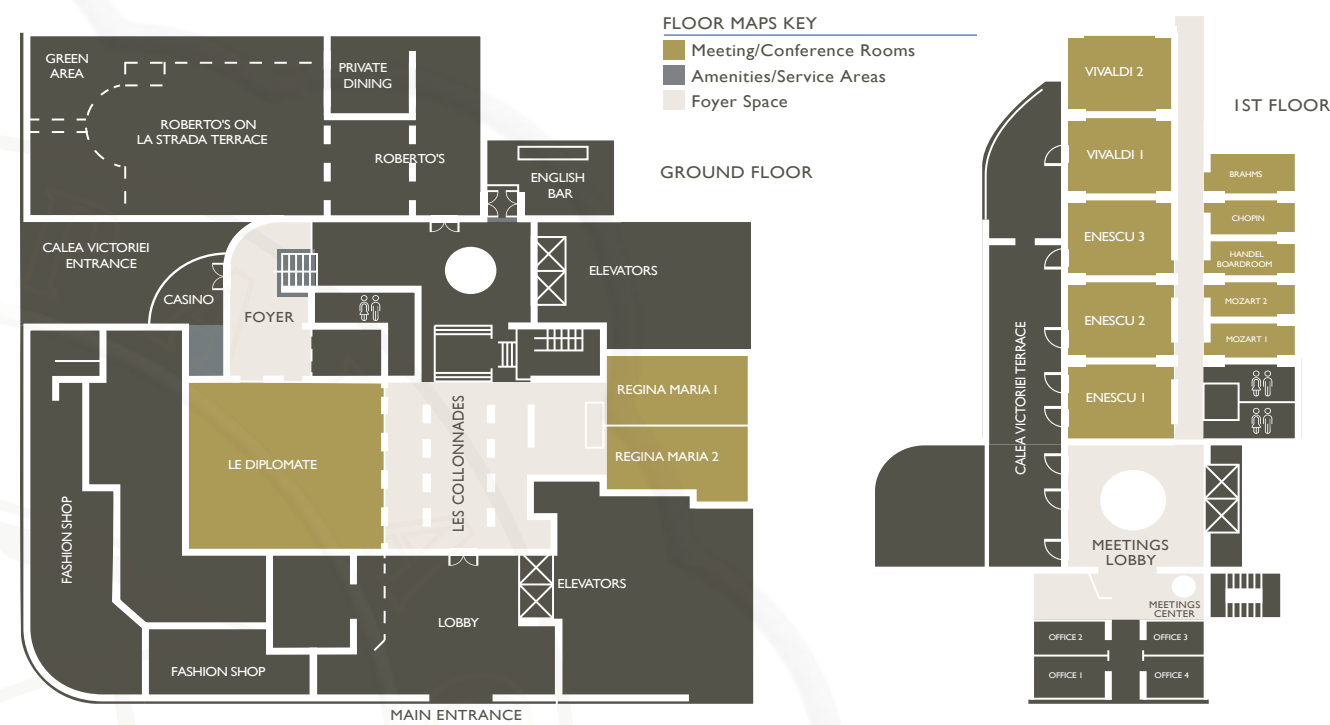 FLOOR MAPS KEY
Meeting/Conference Rooms
Amenities/Service Areas
Foyer Space
GROUND FLOOR
GREEN
AREA
PRIVATE
DINING
ROBERTO'S ON
LA STRADA TERRACE
ROBERTO'S
ENGLISH
BAR
CALEA VICTORIEI
ENTRANCE
CASINO
FOYER
ELEVATORS
REGINA MARIA 1
REGINA MARIA 2
LE DIPLOMATE
LES COLLONNADES
FASHION SHOP
ELEVATORS
LOBBY
FASHION SHOP
MAIN ENTRANCE
1ST FLOOR
VIVALDI 2
VIVALDI 1
BRAHMS
CHOPIN
ENESCU 3
HANDEL
BOARDROOM
MOZART 2
ENESCU 2
MOZART 1
ENESCU 1
CALEA VICTORIEI TERRACE
MEETINGS
LOBBY
MEETINGS
CENTER
OFFICE 2
OFFICE 3
OFFICE 1
OFFICE 4